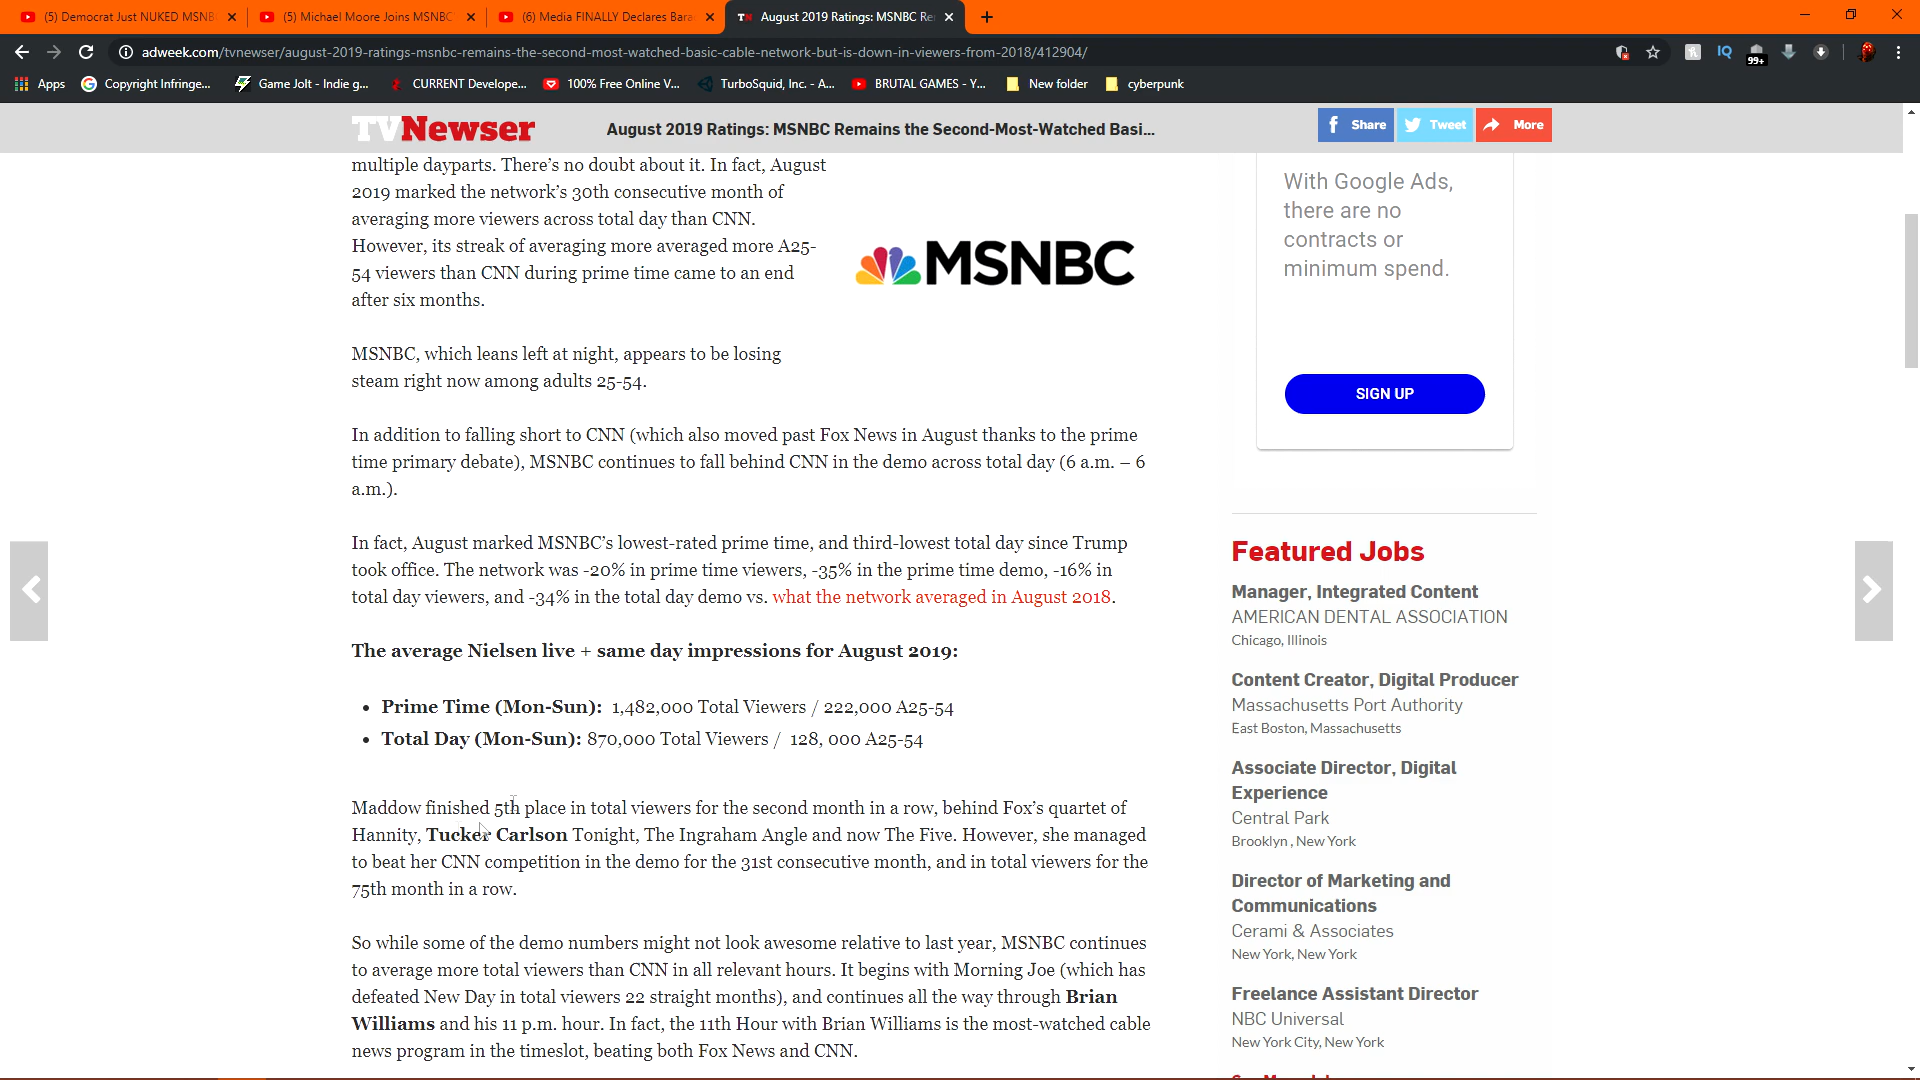 (5) Democrat Just NUKED MSNB
(5) Michael Moore Joins MSNBC
(6) Media FINALLY Declares Bara
TN August 2019 Ratings: MSNBC Re
adweek.com/tvnewser/august-2019-ratings-msnbc-remains-the-second-most-watched-basic-cable-network-but-is-down-in-viewers-from-2018/412904/
IQ
99+
Apps
Copyright Infringe...
Game Jolt - Indie g...
CURRENT Develope...
100% Free Online V...
TurboSquid, Inc. - A...
BRUTAL GAMES - Y...
New folder
cyberpunk
TVNewser
August 2019 Ratings: MSNBC Remains the Second-Most-Watched Basi...
Share
Tweet
More
multiple dayparts. There's no doubt about it. In fact, August
2019 marked the network's 30th consecutive month of
averaging more viewers across total day than CNN.
However, its streak of averaging more averaged more A25-
54 viewers than CNN during prime time came to an end
after six months.
MSNBC
MSNBC, which leans left at night, appears to be losing
steam right now among adults 25-54.
In addition to falling short to CNN (which also moved past Fox News in August thanks to the prime
time primary debate), MSNBC continues to fall behind CNN in the demo across total day (6 a.m. – 6
a.m.).
In fact, August marked MSNBC's lowest-rated prime time, and third-lowest total day since Trump
took office. The network was -20% in prime time viewers, -35% in the prime time demo, -16% in
total day viewers, and -34% in the total day demo vs. what the network averaged in August 2018.
The average Nielsen live + same day impressions for August 2019:
• Prime Time (Mon-Sun): 1,482,000 Total Viewers / 222,000 A25-54
• Total Day (Mon-Sun): 870,000 Total Viewers / 128, 000 A25-54
Maddow finished 5th place in total viewers for the second month in a row, behind Fox's quartet of
Hannity, Tucker Carlson Tonight, The Ingraham Angle and now The Five. However, she managed
to beat her CNN competition in the demo for the 31st consecutive month, and in total viewers for the
75th month in a row.
So while some of the demo numbers might not look awesome relative to last year, MSNBC continues
to average more total viewers than CNN in all relevant hours. It begins with Morning Joe (which has
defeated New Day in total viewers 22 straight months), and continues all the way through Brian
Williams and his 11 p.m. hour. In fact, the 11th Hour with Brian Williams is the most-watched cable
news program in the timeslot, beating both Fox News and CNN.
With Google Ads,
there are no
contracts or
minimum spend.
SIGN UP
Featured Jobs
Manager, Integrated Content
AMERICAN DENTAL ASSOCIATION
Chicago, Illinois
Content Creator, Digital Producer
Massachusetts Port Authority
East Boston, Massachusetts
Associate Director, Digital
Experience
Central Park
Brooklyn , New York
Director of Marketing and
Communications
Cerami & Associates
New York, New York
Freelance Assistant Director
NBC Universal
New York City, New York